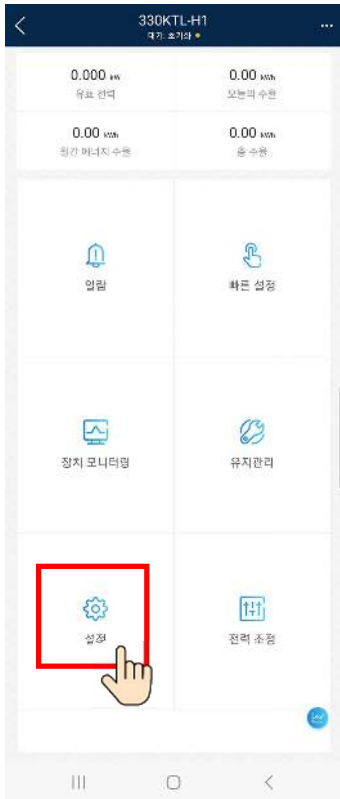 330KTL-H1
대기: 초기화
0.000 kW
0.00 kWh
유효 전력
오늘의 수율
0.00 kWh
0.00 kWh
월간 에너지 수율
총 수율
알람
빠른 설정
장치 모니터링
유지관리
설정
전력 조정